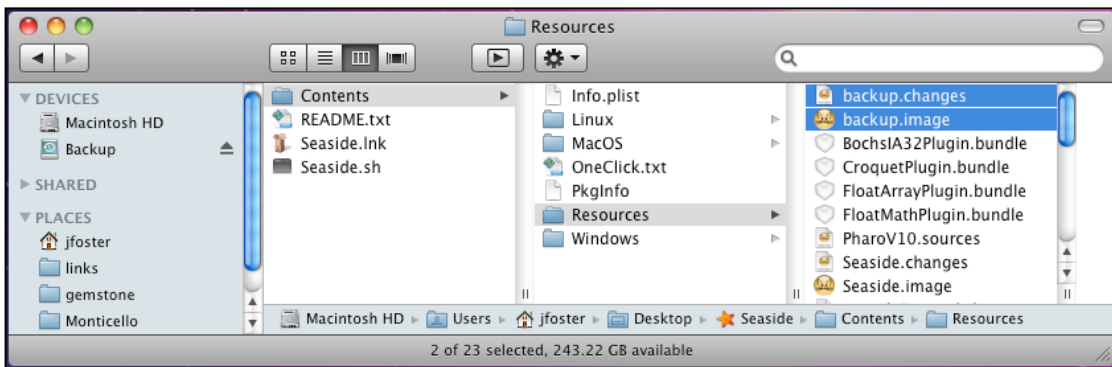 Resources
DEVICES
Macintosh HD
Backup
SHARED
PLACES
jfoster
links
gemstone
Monticello
Contents
README.txt
Seaside.lnk
Seaside.sh
Info.plist
Linux
MacOS
OneClick.txt
PkgInfo
Resources
Windows
backup.changes
backup.image
BochsIA32Plugin.bundle
CroquetPlugin.bundle
FloatArrayPlugin.bundle
FloatMathPlugin.bundle
PharoV10.sources
Seaside.changes
Seaside.image
Macintosh HD Users jfoster Desktop Seaside Contents Resources
2 of 23 selected, 243.22 GB available